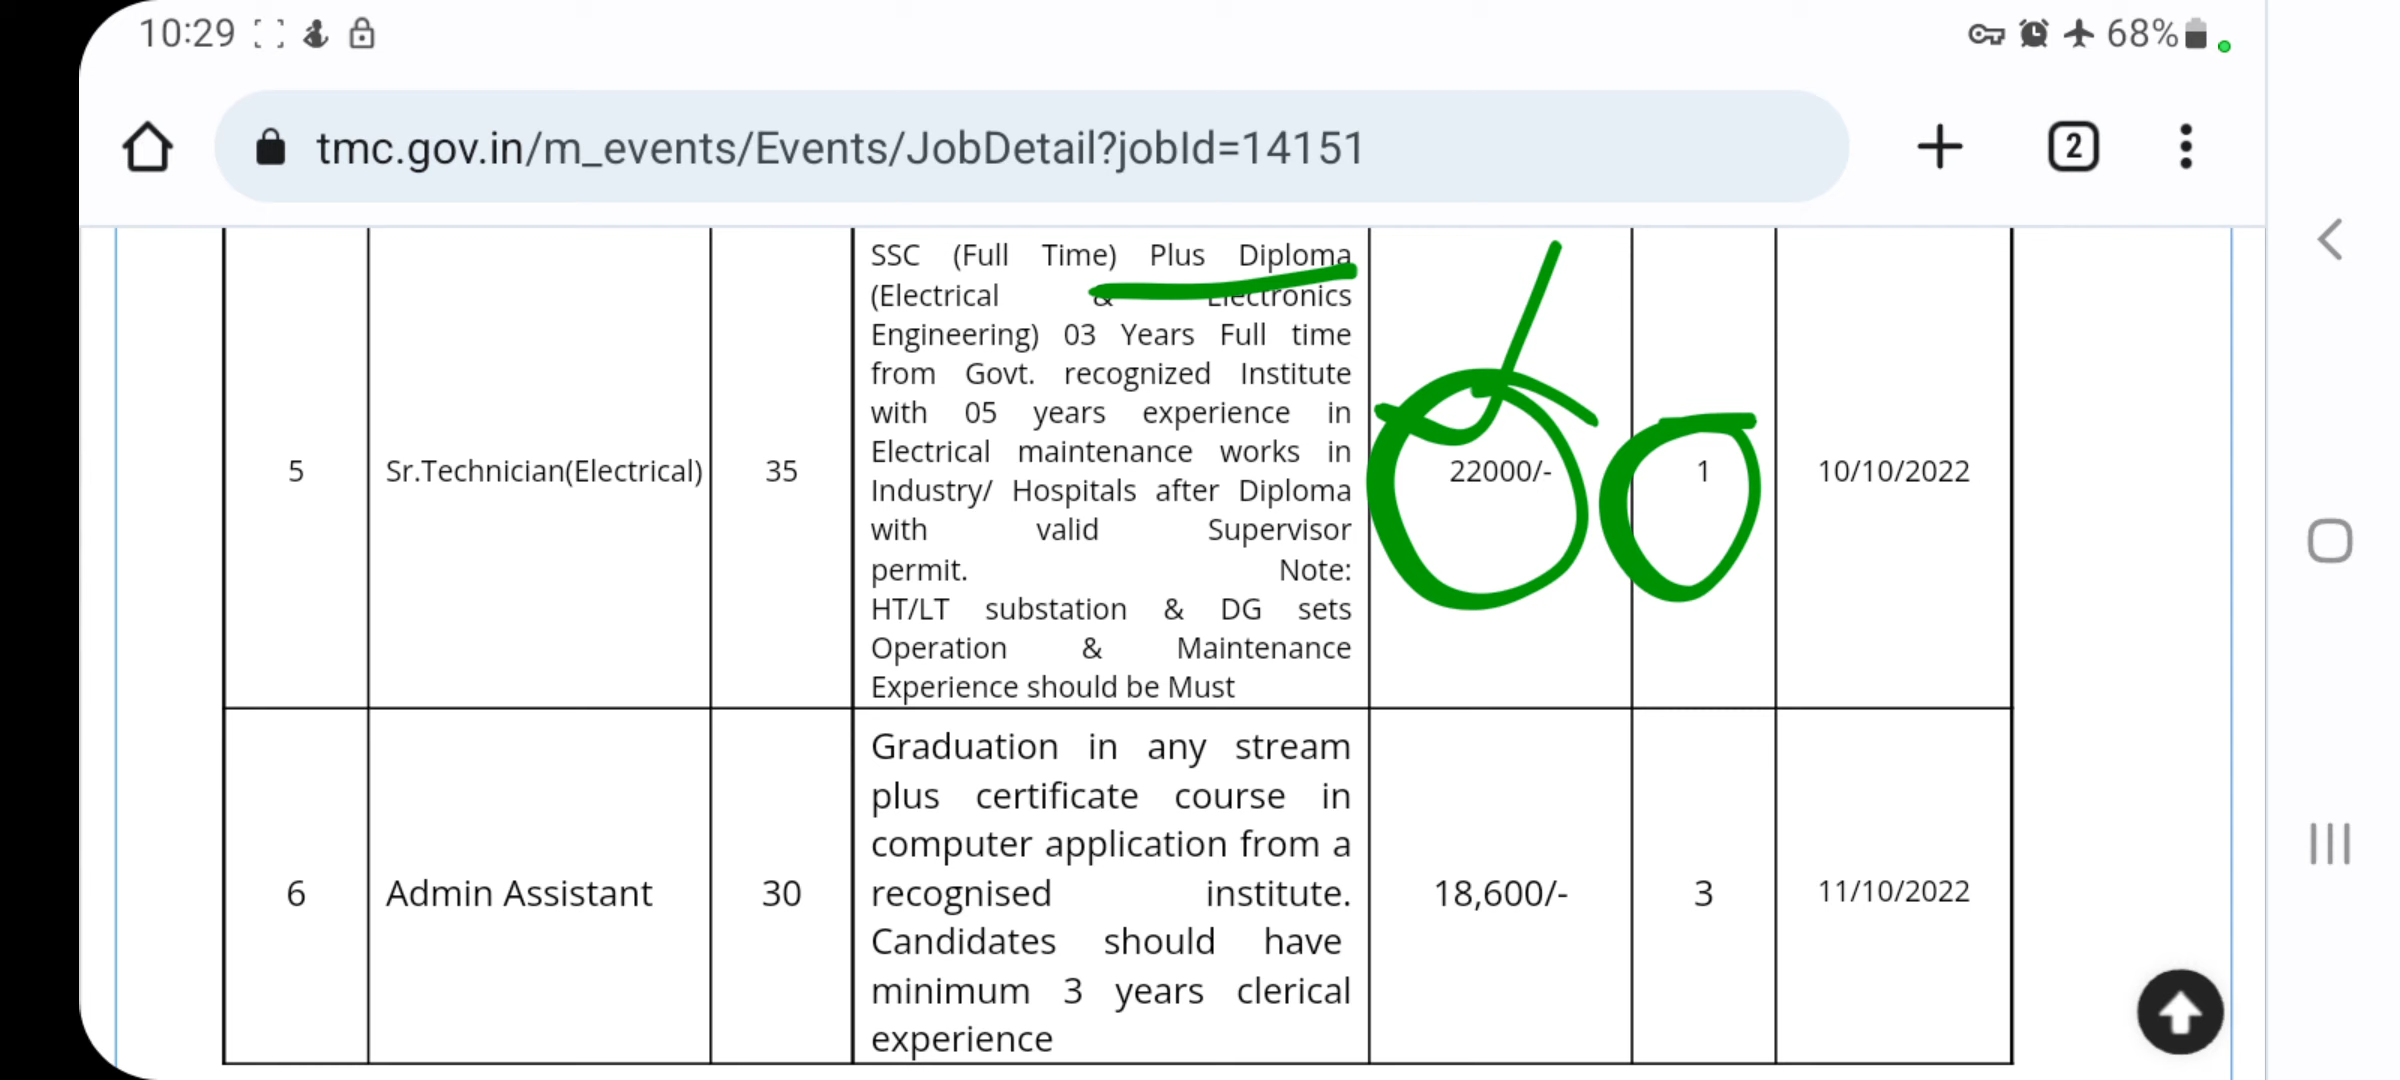 10:29
68%
tmc.gov.in/m_events/Events/JobDetail?jobId=14151
2
5
Sr.Technician(Electrical)
35
SSC (Full Time) Plus Diploma
(Electrical & Electronics
Engineering) 03 Years Full time
from Govt. recognized Institute
with 05 years experience in
Electrical maintenance works in
Industry/ Hospitals after Diploma
with valid Supervisor
permit. Note:
HT/LT substation & DG sets
Operation & Maintenance
Experience should be Must
22000/-
1
10/10/2022
6
Admin Assistant
30
Graduation in any stream
plus certificate course in
computer application from a
recognised institute.
Candidates should have
minimum 3 years clerical
experience
18,600/-
3
11/10/2022